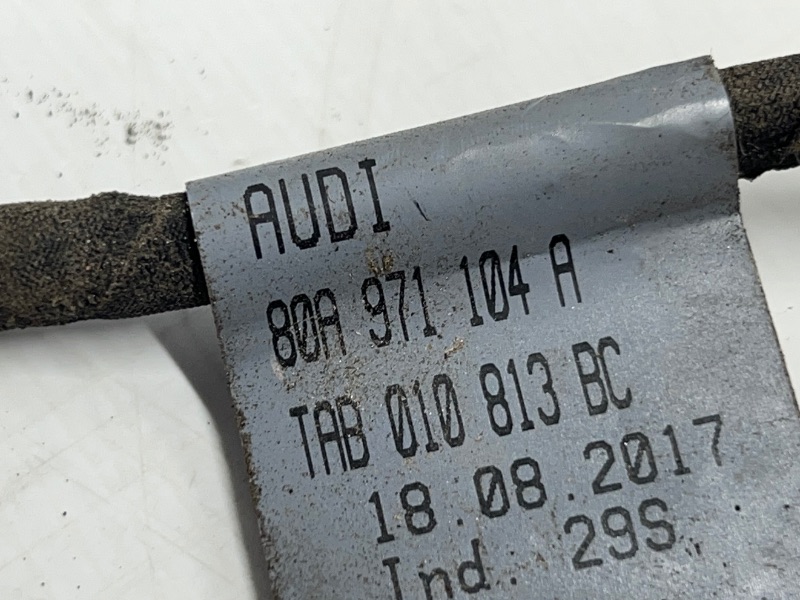 AUDI
80A 971 104 A
TAB 010 813 BC
18.08.2017
Ind. 29S